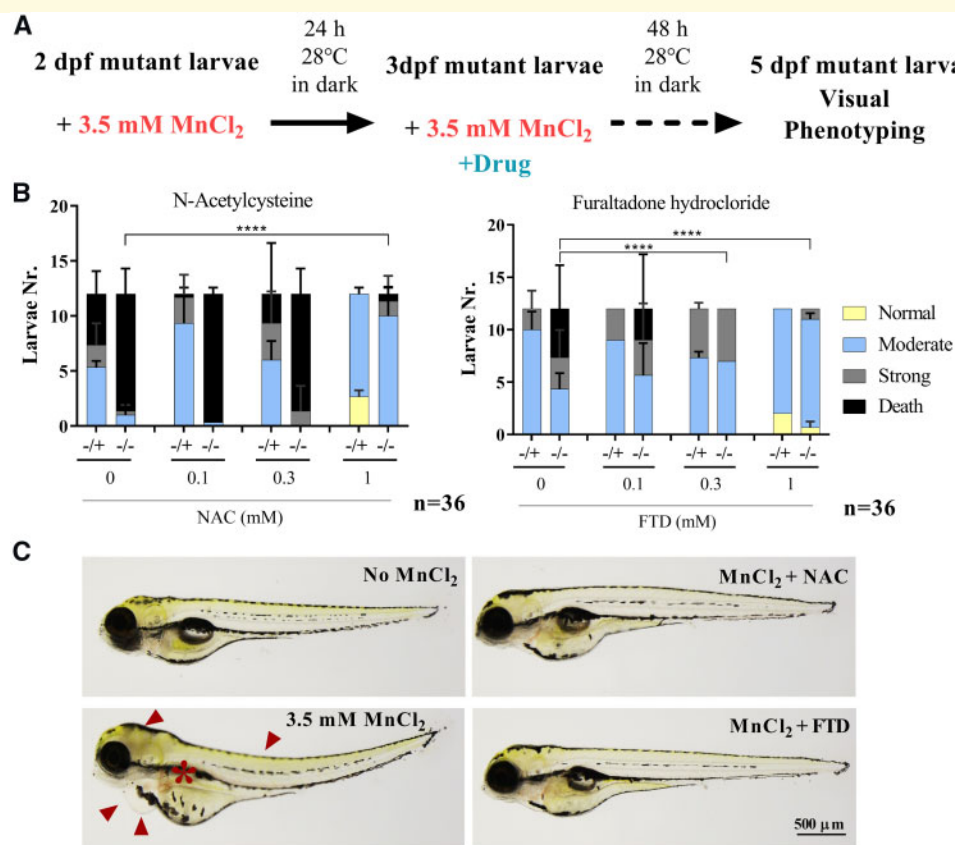 A
2 dpf mutant larvae
+ 3.5 mM MnCl₂
24 h
28°C
in dark
3dpf mutant larvae
+ 3.5 mM MnCl₂
+Drug
48 h
28°C
in dark
5 dpf mutant larva
Visual
Phenotyping
B
N-Acetylcysteine
Larvae Nr.
20
15
10
5
0
****
-/+ -/- -/+ -/- -/+ -/- -/+ -/-
0 0.1 0.3 1
NAC (mM)
n=36
Furaltadone hydrocloride
Larvae Nr.
20
15
10
5
0
****
****
-/+ -/- -/+ -/- -/+ -/- -/+ -/-
0 0.1 0.3 1
FTD (mM)
n=36
Normal
Moderate
Strong
Death
C
No MnCl₂
MnCl₂ + NAC
3.5 mM MnCl₂
*
MnCl₂ + FTD
500 µm